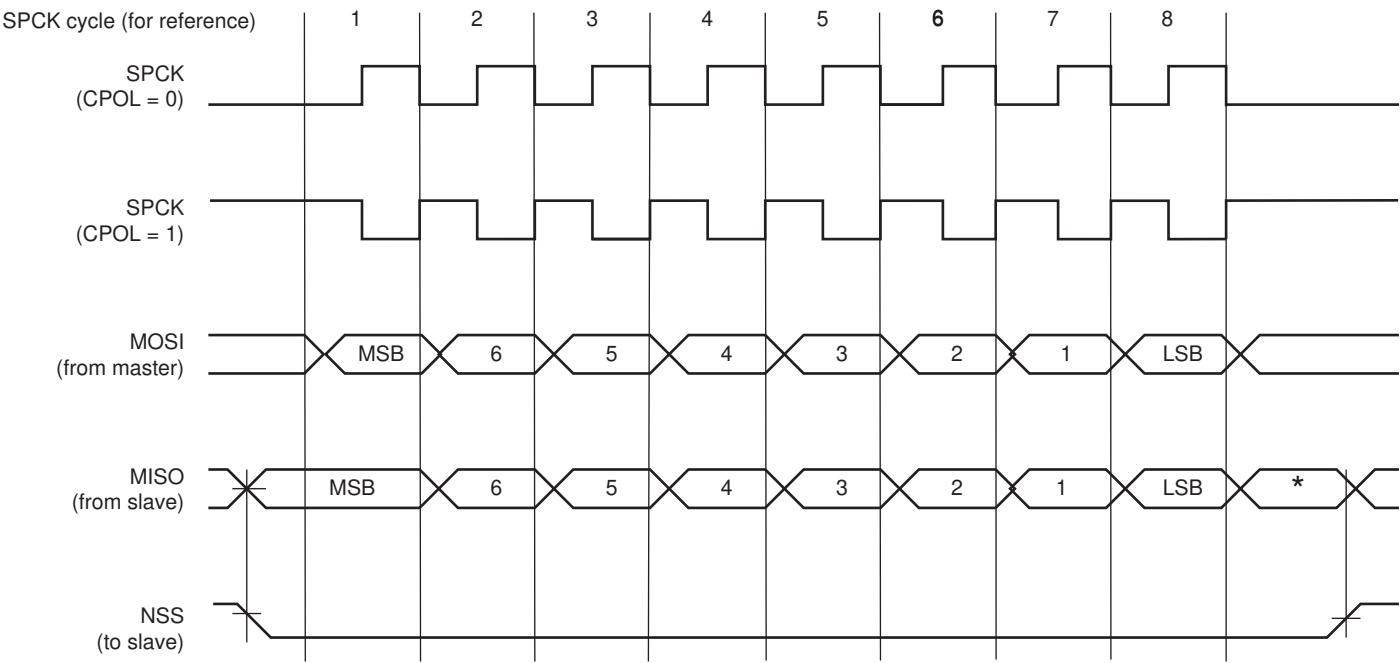 SPCK cycle (for reference) 1 2 3 4 5 6 7 8
SPCK
(CPOL = 0)
SPCK
(CPOL = 1)
MOSI
(from master)
MSB 6 5 4 3 2 1 LSB
MISO
(from slave)
MSB 6 5 4 3 2 1 LSB *
NSS
(to slave)